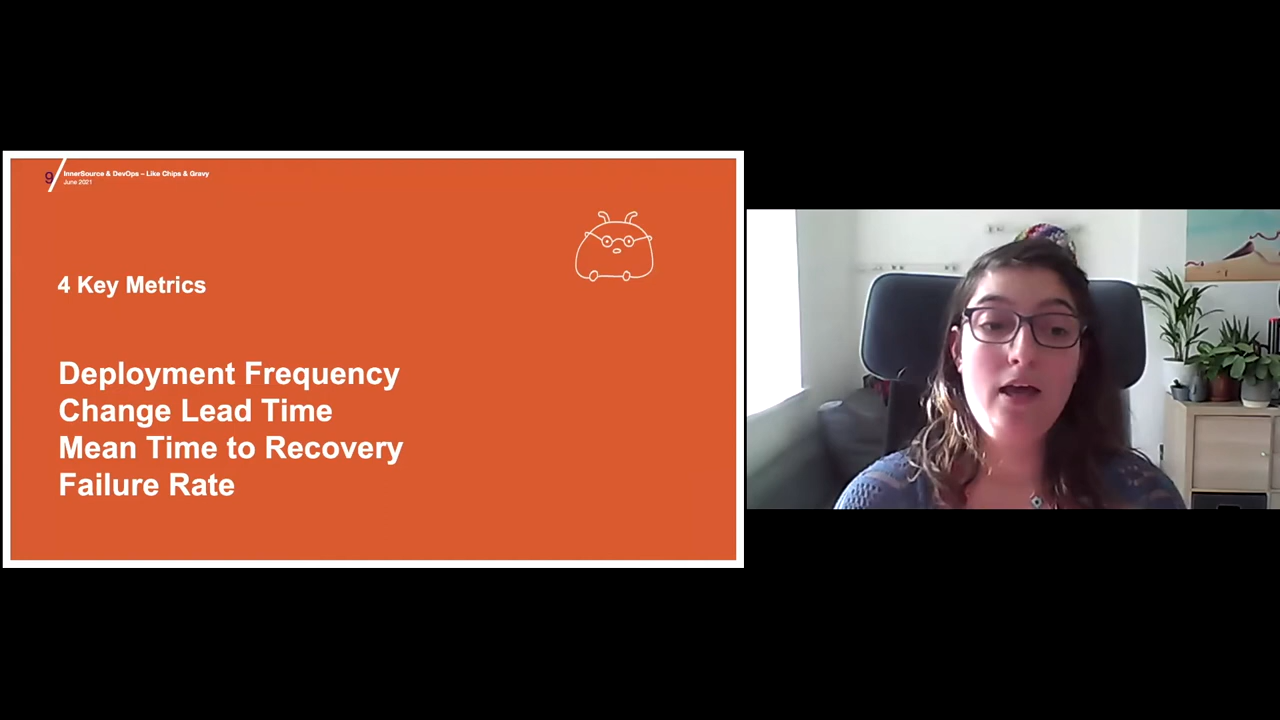 9
InnerSource & DevOps – Like Chips & Gravy
June 2021
4 Key Metrics
Deployment Frequency
Change Lead Time
Mean Time to Recovery
Failure Rate